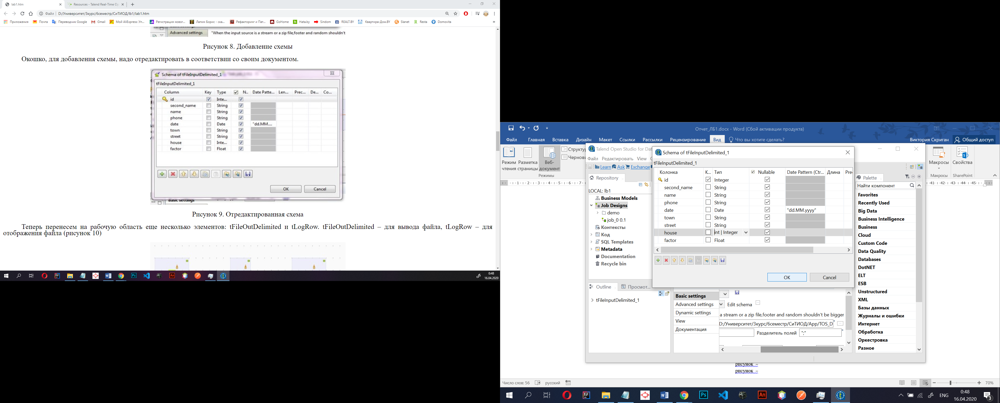 lab1.htm
Resources - Talend Real-Time Op
Файл | D:/Университет/3курс/6семестр/СиТИОД/lb1/lab1.htm
Приложения Почта Переводчик Google Gmail Мой AliExpress: Уп... Регистрация новог... Лапин Борис - ска... Рефакторинг и Пат... GoHome Hata.by Sindom REALT.BY Квартира-Дом.BY Slanet Resta Domovita »
Advanced settings "When the input source is a stream or a zip file,footer and random shouldn't
Рисунок 8. Добавление схемы
Окошко, для добавления схемы, надо отредактировать в соответствии со своим документом.
Schema of tFileInputDelimited_1
tFileInputDelimited_1
Column Key Type N.. Date Patte... Len... Prec... De... Co...
id Inte...
second_name String
name String
phone String
date Date "dd.MM....
town String
street String
house Inte...
factor Float
OK Cancel
Basic settings
Рисунок 9. Отредактированная схема
Теперь перенесем на рабочую область еще несколько элементов: tFileOutDelimited и tLogRow. tFileOutDelimited – для вывода файла, tLogRow – для
отображения файла (рисунок 10)
0:48
16.04.2020
Отчет_ЛБ1.docx - Word (Сбой активации продукта)
Файл Главная Вставка Дизайн Макет Ссылки Рассылки Рецензирование Вид Что вы хотите сделать? Виктория Скриган Общий доступ
Режим чтения
Разметка страницы
Веб-документ
Структур
Чернови
Режимы
Макросы
Макросы
Свойства
SharePoint
Talend Open Studio for Dat
Файл Редактировать View
Learn Ask Exchange
Repository
LOCAL: lb1
Business Models
Job Designs
demo
job_0 0.1
Контексты
Код
SQL Templates
Metadata
Documentation
Recycle bin
Outline Просмот...
tFileInputDelimited_1
Schema of tFileInputDelimited_1
tFileInputDelimited_1
Колонка К... Тип Nullable Date Pattern (Ctr... Длина Pre
id Integer
second_name String
name String
phone String
date Date "dd.MM.yyyy"
town String
street String
house int | Integer
factor Float
OK Cancel
Basic settings
Advanced settings
Dynamic settings
View
Документация
Edit schema
a stream or a zip file,footer and random shouldn't be bigger
D:/Университет/3курс/6семестр/СиТИОД/App/TOS_D
Разделитель полей ";"
Palette
Найти компонент
Favorites
Recently Used
Big Data
Business Intelligence
Business
Cloud
Custom Code
Data Quality
Databases
DotNET
ELT
ESB
Unstructured
XML
Базы данных
Журналы и ошибки
Интернет
Обработка
Оркестровка
Разное
рисунок –
рисунок –
Число слов: 56 русский 70%
ENG
0:48
16.04.2020
3